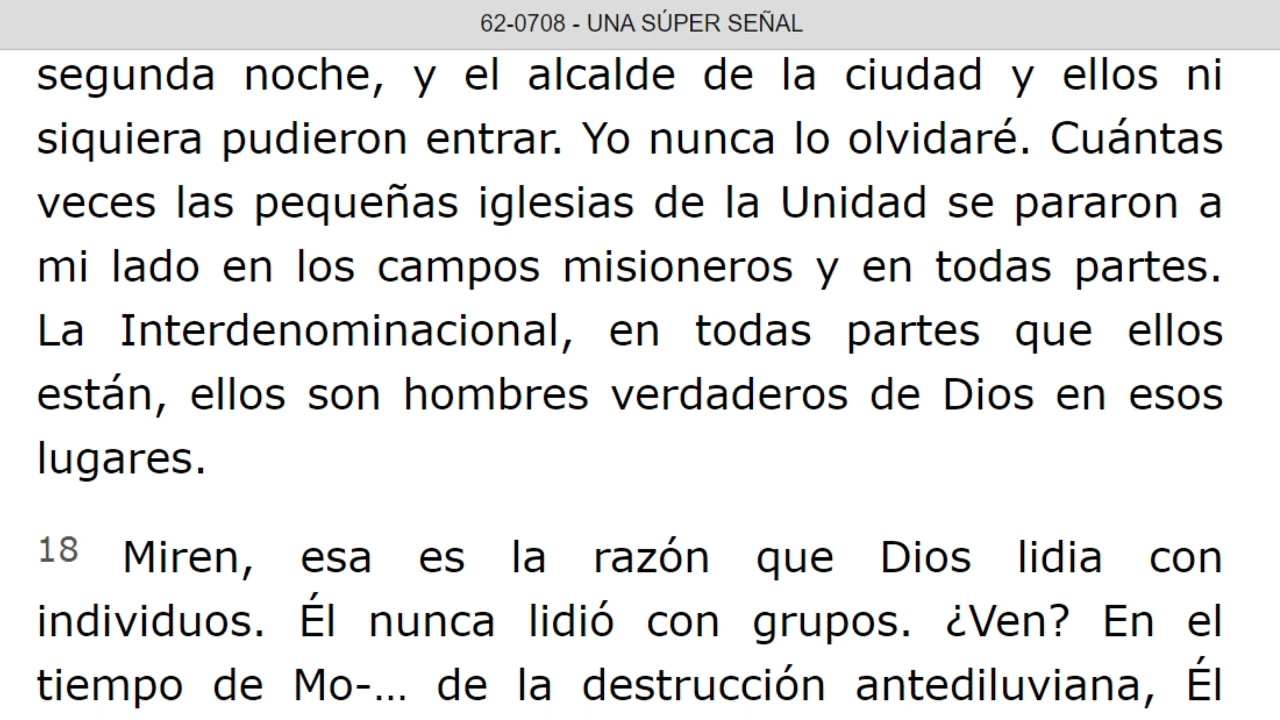 62-0708 - UNA SÚPER SEÑAL
segunda noche, y el alcalde de la ciudad y ellos ni
siquiera pudieron entrar. Yo nunca lo olvidaré. Cuántas
veces las pequeñas iglesias de la Unidad se pararon a
mi lado en los campos misioneros y en todas partes.
La Interdenominacional, en todas partes que ellos
están, ellos son hombres verdaderos de Dios en esos
lugares.
18 Miren, esa es la razón que Dios lidia con
individuos. Él nunca lidió con grupos. ¿Ven? En el
tiempo de Mo-... de la destrucción antediluviana, Él